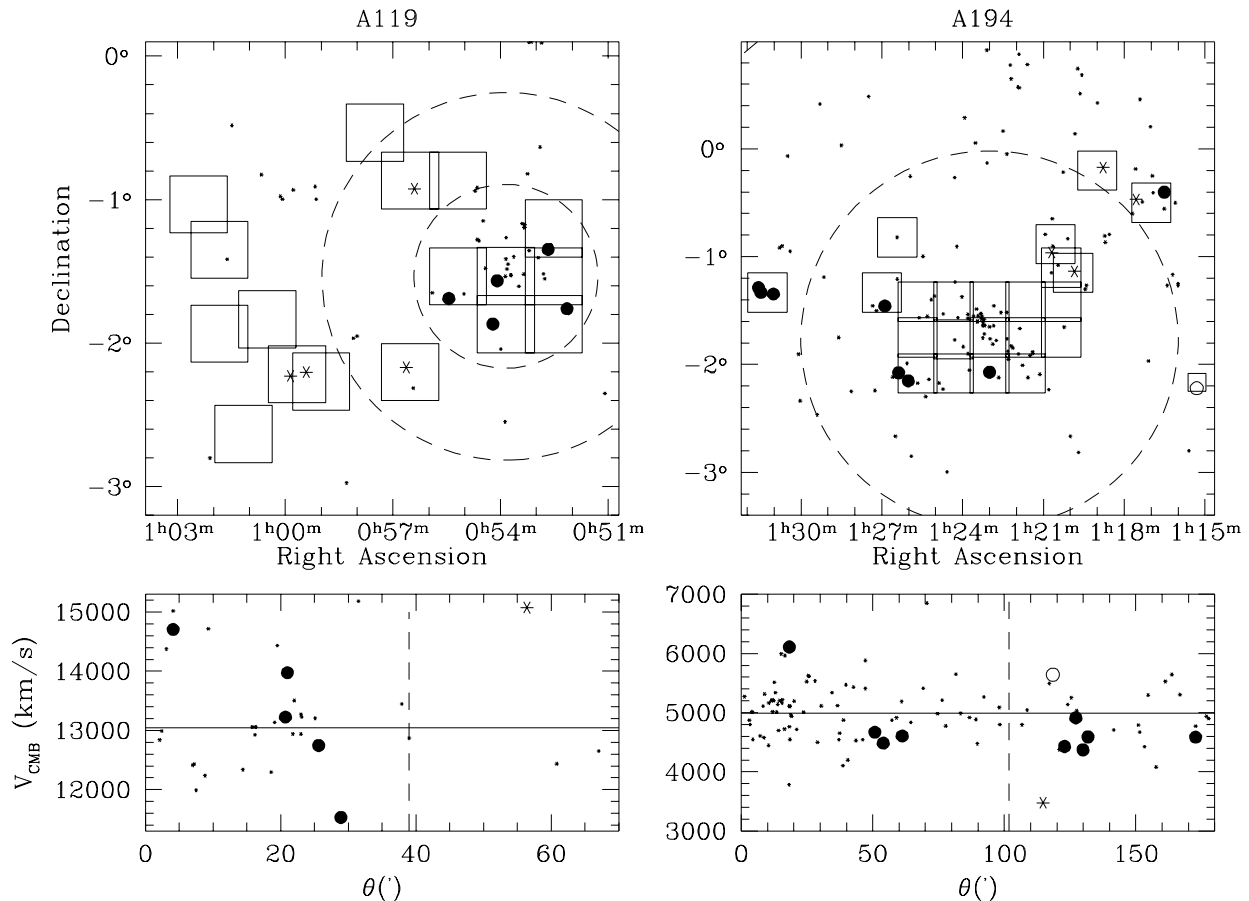 A119
A194
0°
−1°
−2°
−3°
Declination
1ʰ03ᵐ 1ʰ00ᵐ 0ʰ57ᵐ 0ʰ54ᵐ 0ʰ51ᵐ
Right Ascension
0°
−1°
−2°
−3°
1ʰ30ᵐ 1ʰ27ᵐ 1ʰ24ᵐ 1ʰ21ᵐ 1ʰ18ᵐ 1ʰ15ᵐ
Right Ascension
15000
14000
13000
12000
V_CMB (km/s)
0 20 40 60
θ(')
7000
6000
5000
4000
3000
0 50 100 150
θ(')